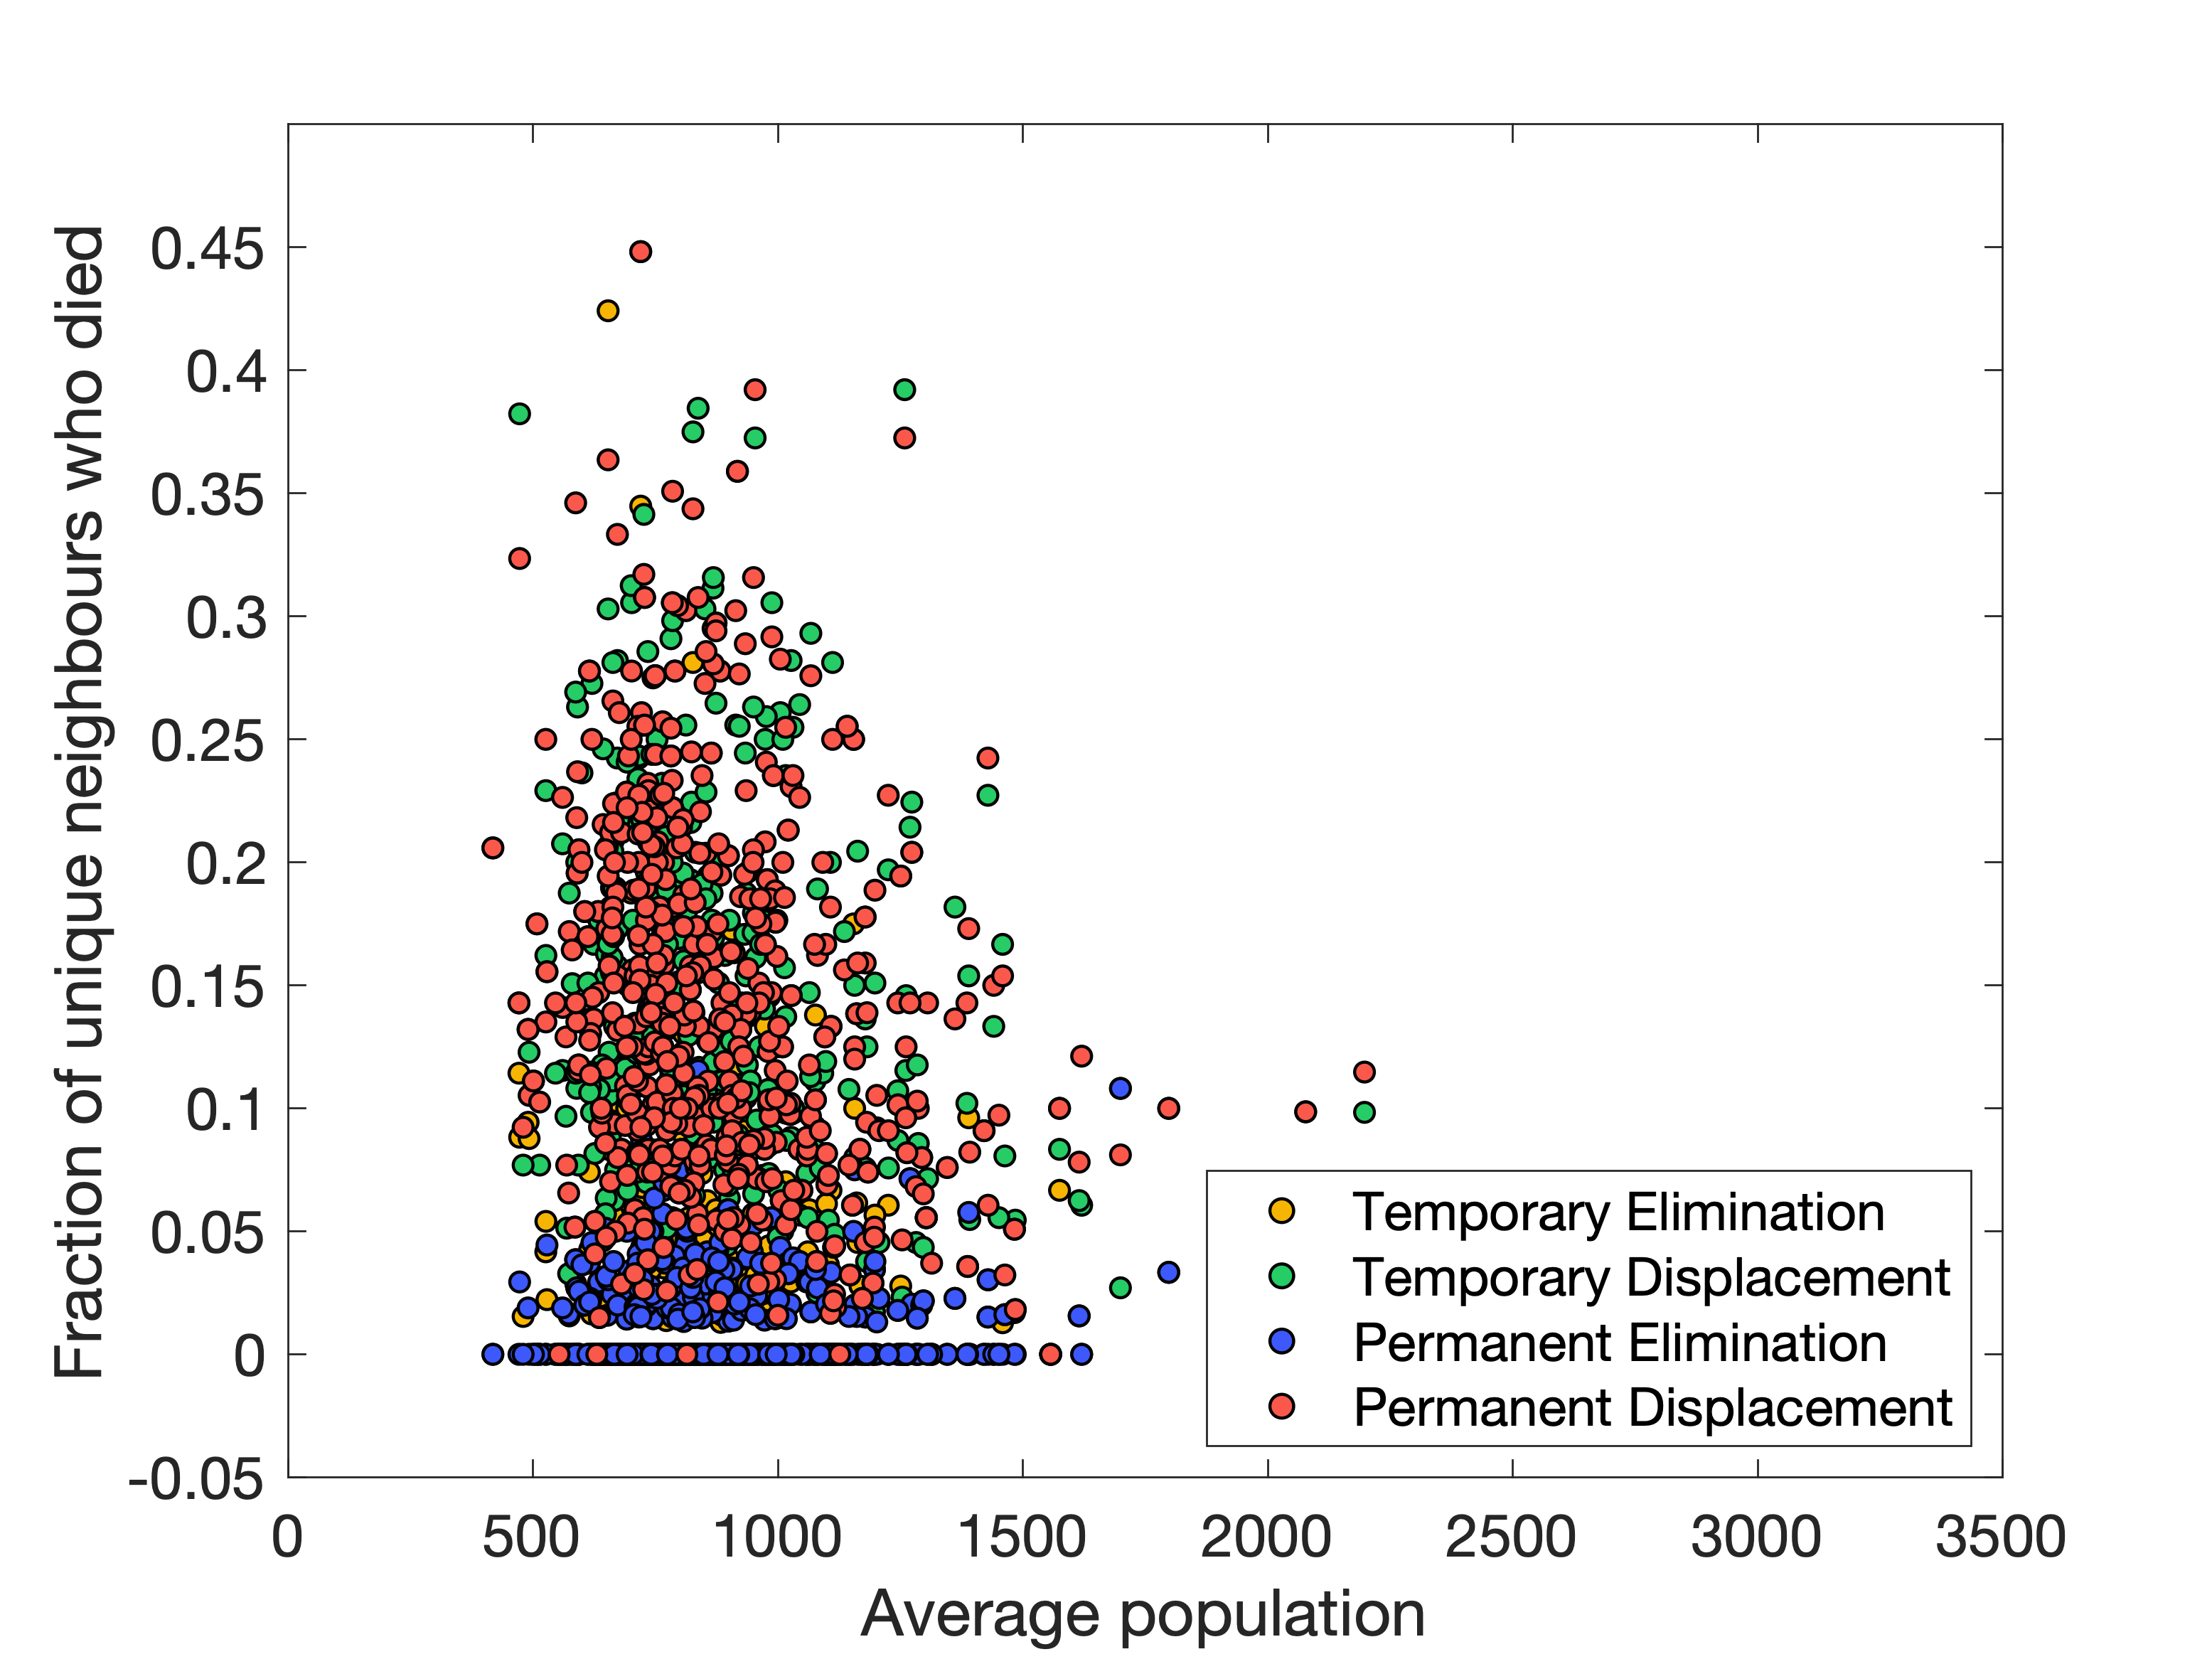 Fraction of unique neighbours who died
0.45
0.4
0.35
0.3
0.25
0.2
0.15
0.1
0.05
0
-0.05
Temporary Elimination
Temporary Displacement
Permanent Elimination
Permanent Displacement
0 500 1000 1500 2000 2500 3000 3500
Average population